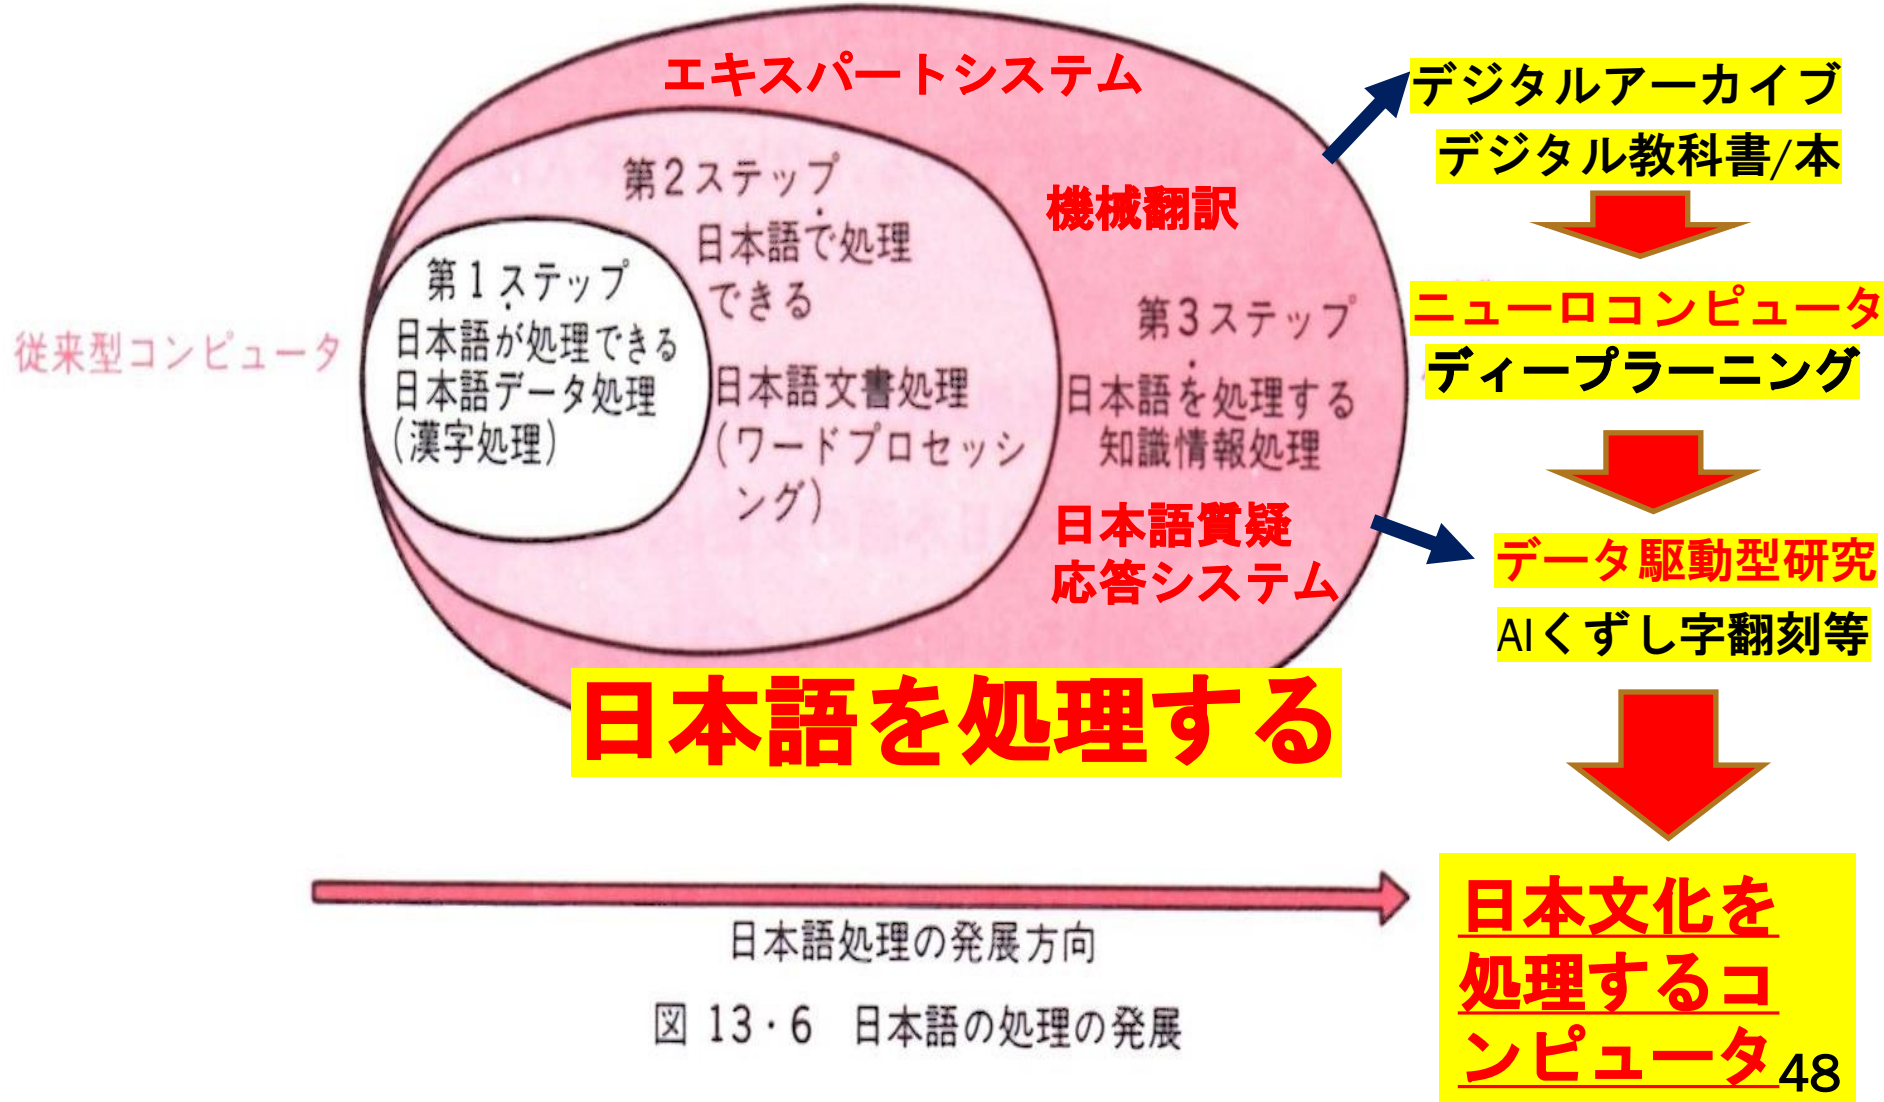 エキスパートシステム
第2ステップ
日本語で処理
できる
日本語文書処理
(ワードプロセッシ
ング)
第1ステップ
日本語が処理できる
日本語データ処理
(漢字処理)
従来型コンピュータ
機械翻訳
第3ステップ
日本語を処理する
知識情報処理
日本語質疑
応答システム
日本語を処理する
日本語処理の発展方向
図 13・6 日本語の処理の発展
デジタルアーカイブ
デジタル教科書/本
ニューロコンピュータ
ディープラーニング
データ駆動型研究
AIくずし字翻刻等
日本文化を
処理するコ
ンピュータ
48